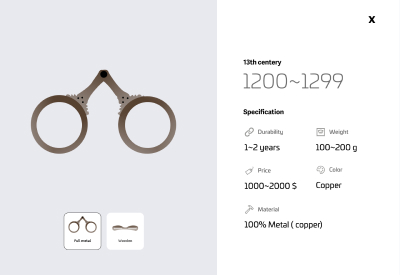 X
13th centery
1200~1299
Specification
Durability
Weight
1~2 years
100~200 g
Price
Color
1000~2000 $
Copper
Material
100% Metal ( copper)
Full metal
Wooden